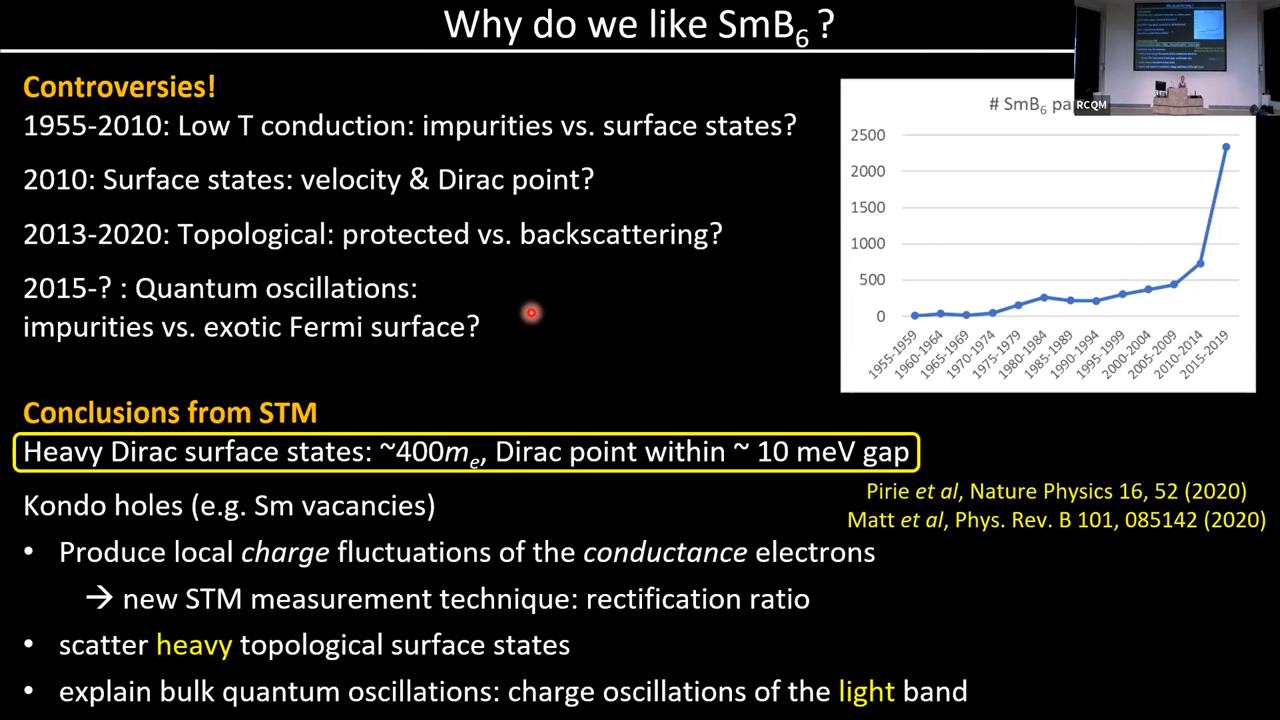 Why do we like SmB₆ ?
Controversies!
1955-2010: Low T conduction: impurities vs. surface states?
2010: Surface states: velocity & Dirac point?
2013-2020: Topological: protected vs. backscattering?
2015-? : Quantum oscillations:
impurities vs. exotic Fermi surface?
RCQM
# SmB₆
2500
2000
1500
1000
500
0
1955-1959
1960-1964
1965-1969
1970-1974
1975-1979
1980-1984
1985-1989
1990-1994
1995-1999
2000-2004
2005-2009
2010-2014
2015-2019
Conclusions from STM
Heavy Dirac surface states: ~400mₑ, Dirac point within ~ 10 meV gap
Pirie et al, Nature Physics 16, 52 (2020)
Matt et al, Phys. Rev. B 101, 085142 (2020)
Kondo holes (e.g. Sm vacancies)
• Produce local charge fluctuations of the conductance electrons
→ new STM measurement technique: rectification ratio
• scatter heavy topological surface states
• explain bulk quantum oscillations: charge oscillations of the light band